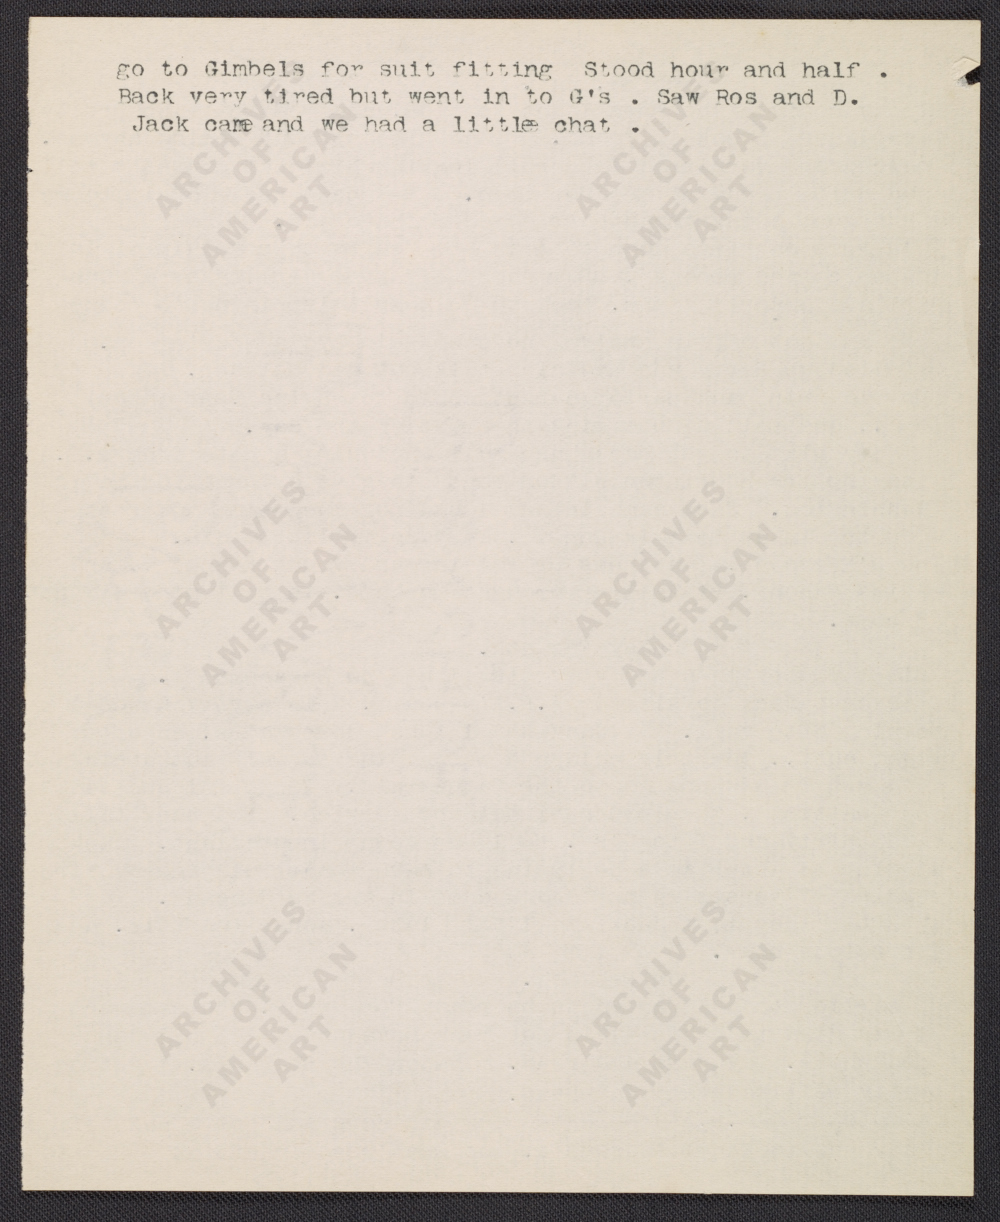 go to Gimbels for suit fitting  Stood hour and half .
Back very tired but went in to G's . Saw Ros and D.
Jack came and we had a little chat .
ARCHIVES OF AMERICAN ART
ARCHIVES OF AMERICAN ART
ARCHIVES OF AMERICAN ART
ARCHIVES OF AMERICAN ART
ARCHIVES OF AMERICAN ART
ARCHIVES OF AMERICAN ART